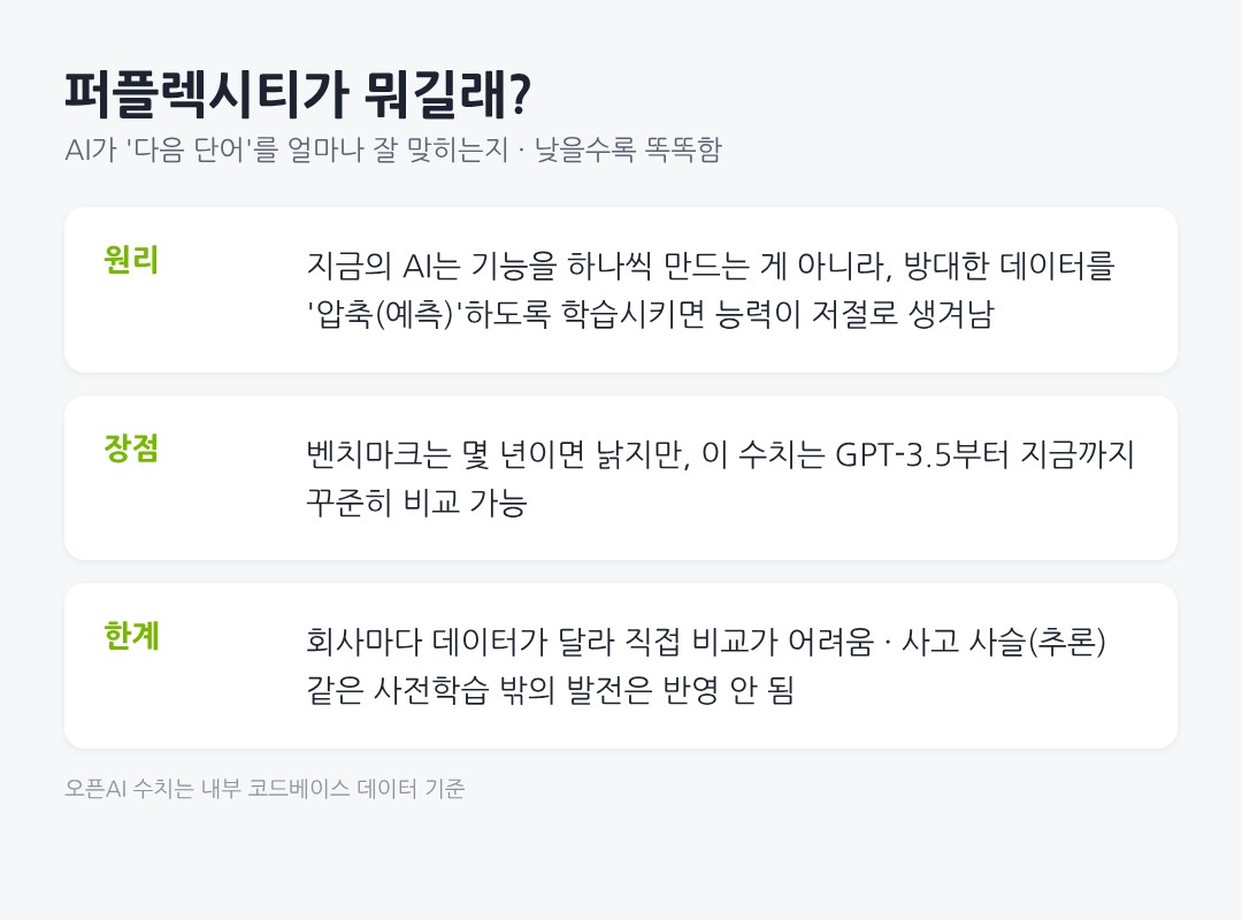 퍼플렉시티가 뭐길래?
AI가 '다음 단어'를 얼마나 잘 맞히는지 · 낮을수록 똑똑함
원리
지금의 AI는 기능을 하나씩 만드는 게 아니라, 방대한 데이터를
'압축(예측)'하도록 학습시키면 능력이 저절로 생겨남
장점
벤치마크는 몇 년이면 낡지만, 이 수치는 GPT-3.5부터 지금까지
꾸준히 비교 가능
한계
회사마다 데이터가 달라 직접 비교가 어려움 · 사고 사슬(추론)
같은 사전학습 밖의 발전은 반영 안 됨
오픈AI 수치는 내부 코드베이스 데이터 기준